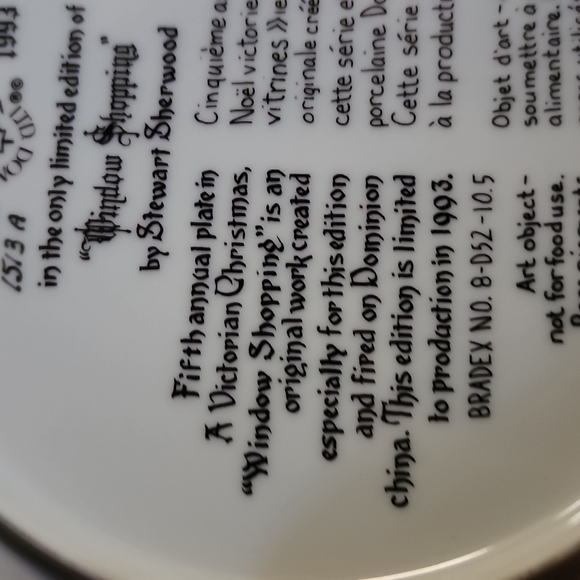 1513 A
1993
in the only limited edition of
“Window Shopping”
by Stewart Sherwood
Fifth annual plate in
A Victorian Christmas,
“Window Shopping” is an
original work created
especially for this edition
and fired on Dominion
china. This edition is limited
to production in 1993.
BRADEX NO. 8-D52-10.5
Art object-
not for food use.
Cinquième a
Noël victorie
vitrines »
originale créé
cette série e
porcelaine Do
Cette série
à la producti
Objet d'art-
soumettre à
alimentaire.